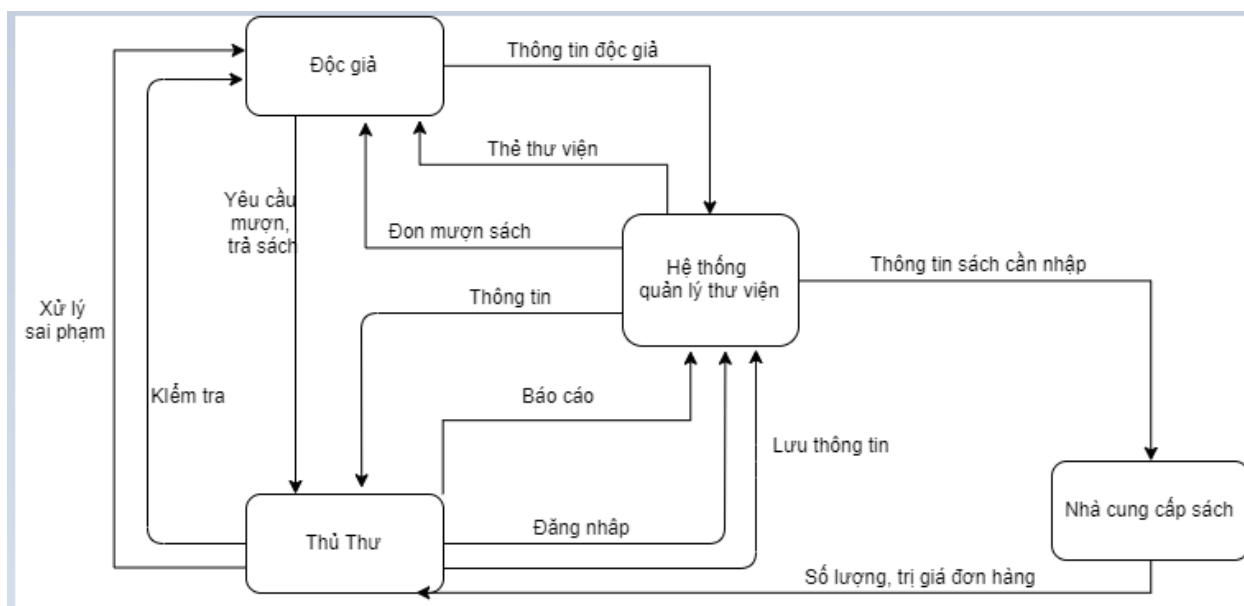 Độc giả
Thông tin độc giả
Thẻ thư viện
Yêu cầu
mượn,
trả sách
Đon mượn sách
Hệ thống
quản lý thư viện
Thông tin sách cần nhập
Thông tin
Xử lý
sai phạm
KIểm tra
Báo cáo
Lưu thông tin
Nhà cung cấp sách
Thủ Thư
Đăng nhâp
Số lượng, trị giá đơn hàng